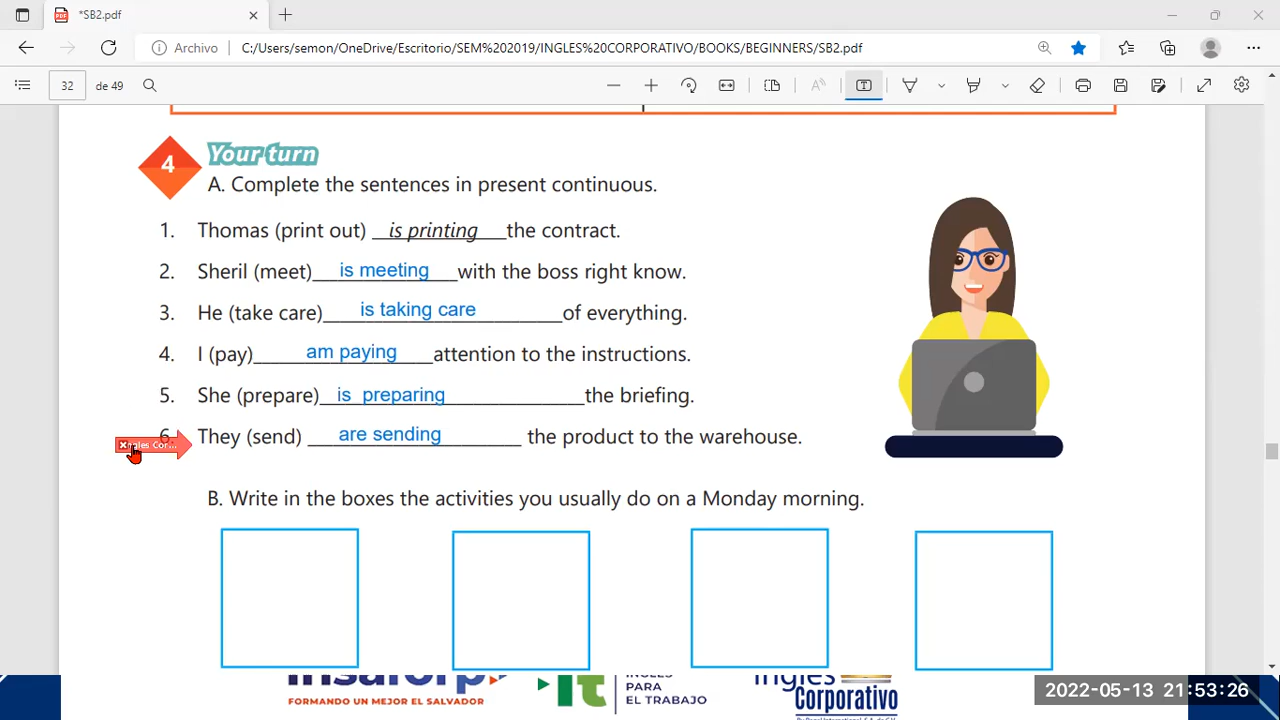 *SB2.pdf
Archivo C:/Users/semon/OneDrive/Escritorio/SEM%202019/INGLES%20CORPORATIVO/BOOKS/BEGINNERS/SB2.pdf
32 de 49
4 Your turn
A. Complete the sentences in present continuous.
1. Thomas (print out) __is printing___the contract.
2. Sheril (meet) is meeting with the boss right know.
3. He (take care) is taking care of everything.
4. I (pay) am paying attention to the instructions.
5. She (prepare) is preparing the briefing.
6. They (send) are sending the product to the warehouse.
B. Write in the boxes the activities you usually do on a Monday morning.
insaforp
FORMANDO UN MEJOR EL SALVADOR
it
INGLÉS
PARA
EL TRABAJO
Ingles
Corporativo
2022-05-13 21:53:26